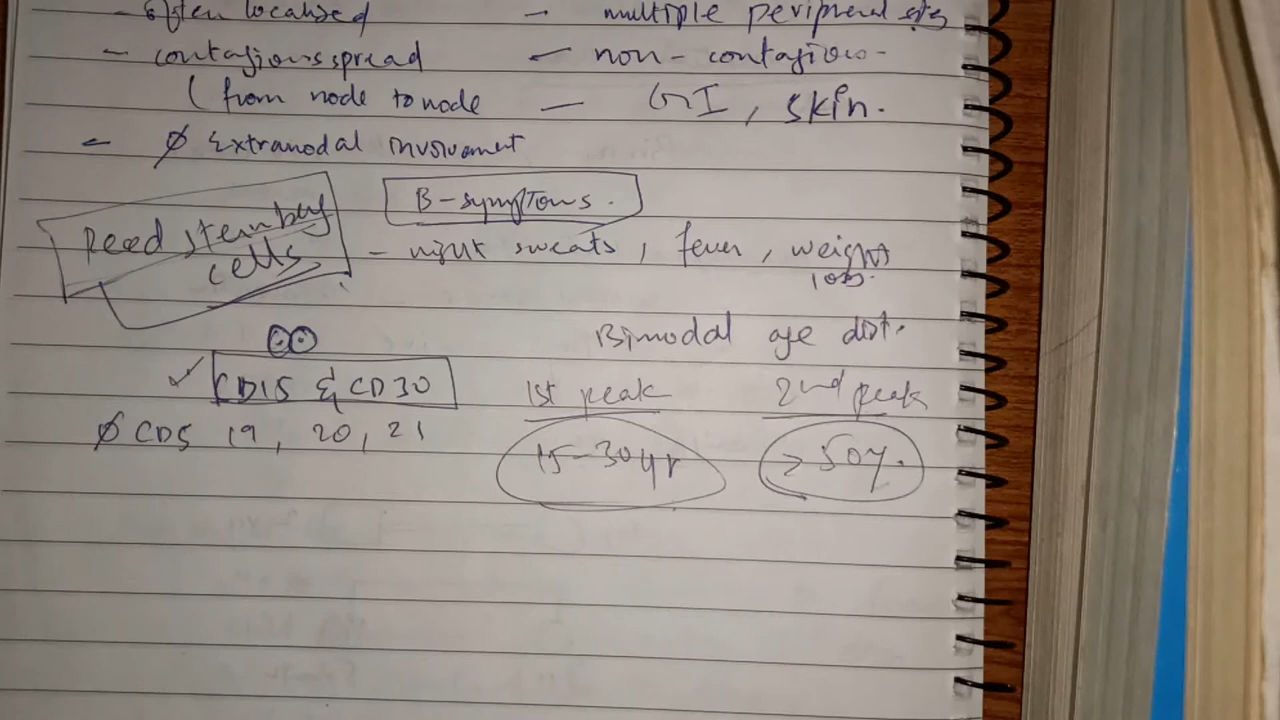 - often localised - multiple peripheral sites
- contagious spread - non-contagious-
(from node to node - GI, skin.
- ∅ Extranodal involvement
Reed sternberg cells
B-symptoms.
- night sweats, fever, weight loss.
Bimodal age dist.
✓ CD15 & CD30
1st peak 2nd peak
∅ CDS 19, 20, 21
15-30yr >50y.